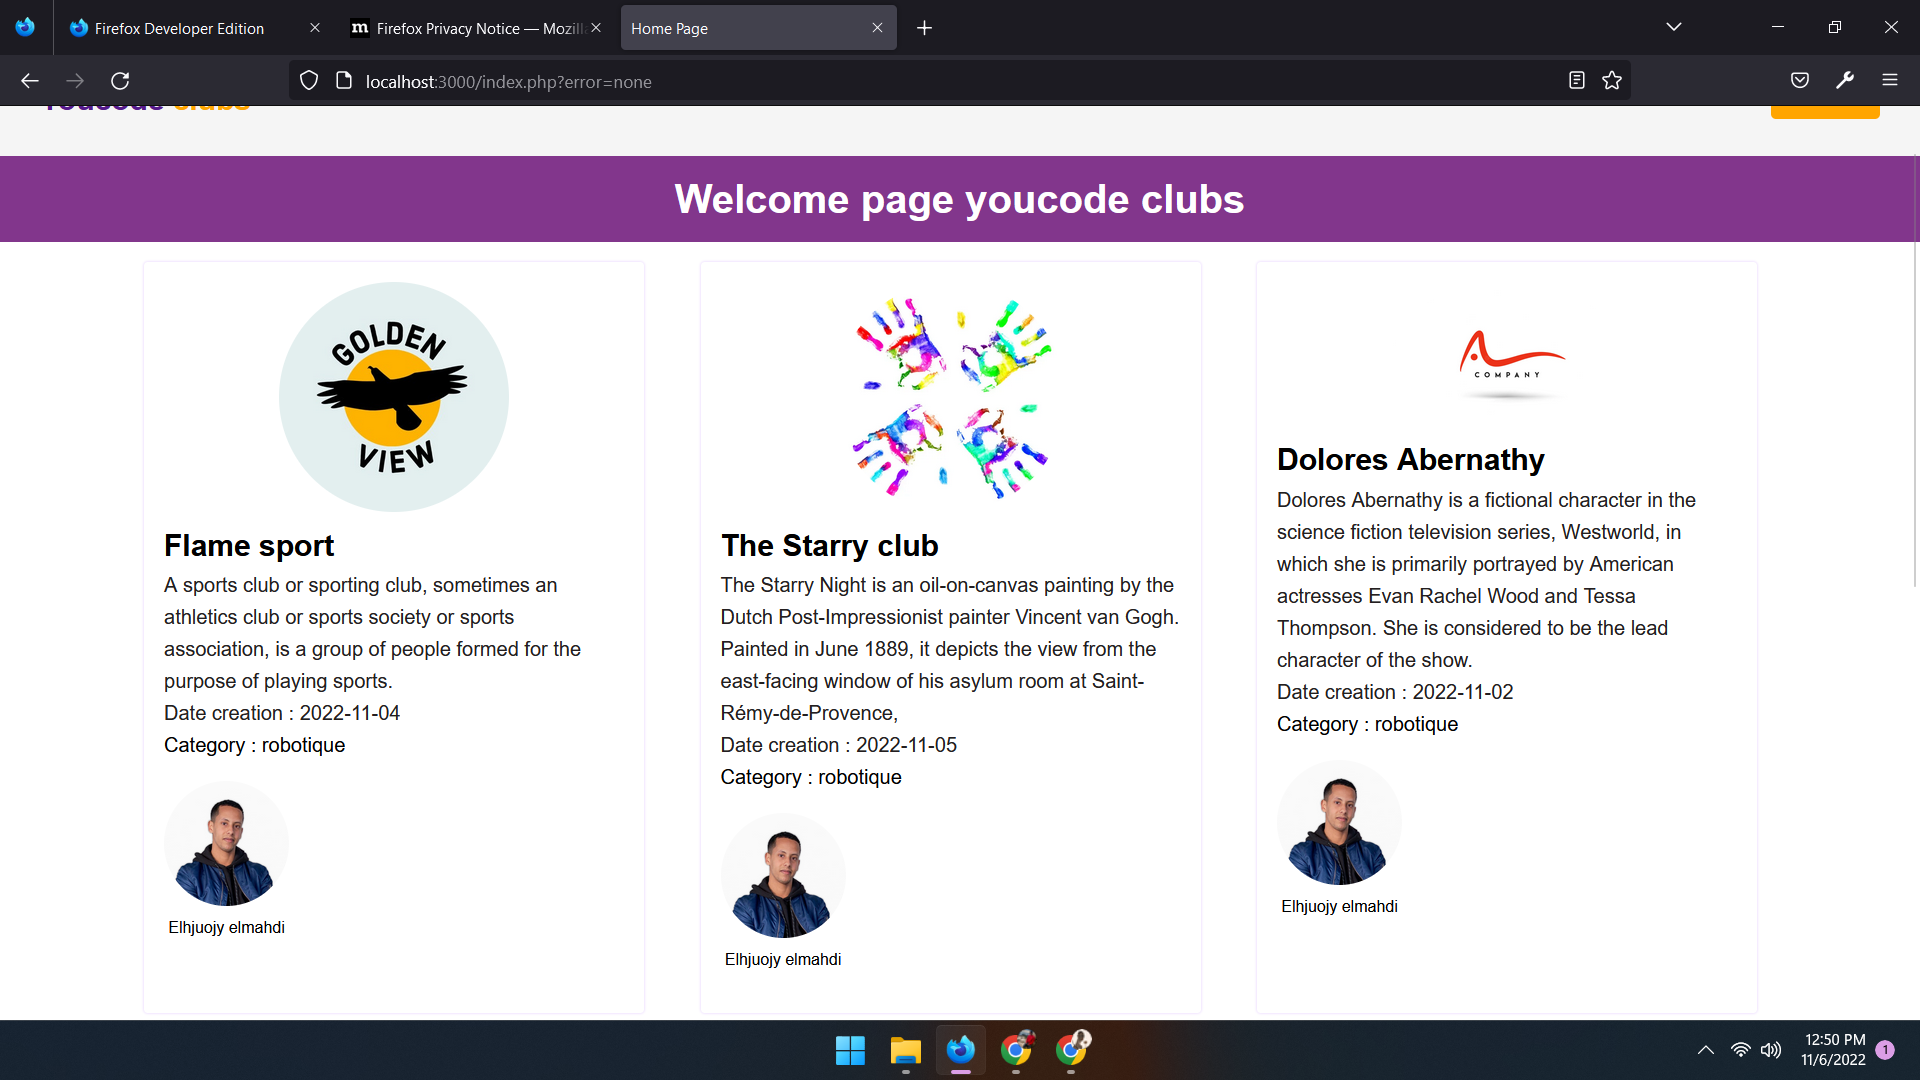 Firefox Developer Edition
Firefox Privacy Notice — Mozill
Home Page
localhost:3000/index.php?error=none
Youcode clubs
Welcome page youcode clubs
GOLDEN
VIEW
Flame sport
A sports club or sporting club, sometimes an
athletics club or sports society or sports
association, is a group of people formed for the
purpose of playing sports.
Date creation : 2022-11-04
Category : robotique
Elhjuojy elmahdi
The Starry club
The Starry Night is an oil-on-canvas painting by the
Dutch Post-Impressionist painter Vincent van Gogh.
Painted in June 1889, it depicts the view from the
east-facing window of his asylum room at Saint-
Rémy-de-Provence,
Date creation : 2022-11-05
Category : robotique
Elhjuojy elmahdi
COMPANY
Dolores Abernathy
Dolores Abernathy is a fictional character in the
science fiction television series, Westworld, in
which she is primarily portrayed by American
actresses Evan Rachel Wood and Tessa
Thompson. She is considered to be the lead
character of the show.
Date creation : 2022-11-02
Category : robotique
Elhjuojy elmahdi
12:50 PM
11/6/2022
1